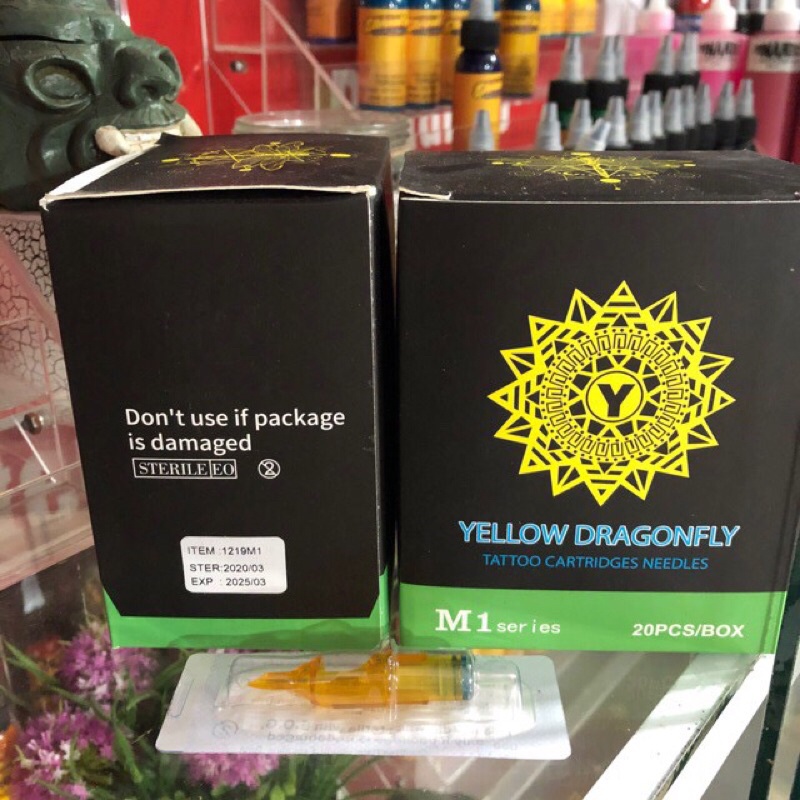 Don't use if package
is damaged
STERILE EO
2
ITEM :1219M1
STER:2020/03
EXP : 2025/03
Y
YELLOW DRAGONFLY
TATTOO CARTRIDGES NEEDLES
M1 series
20PCS/BOX